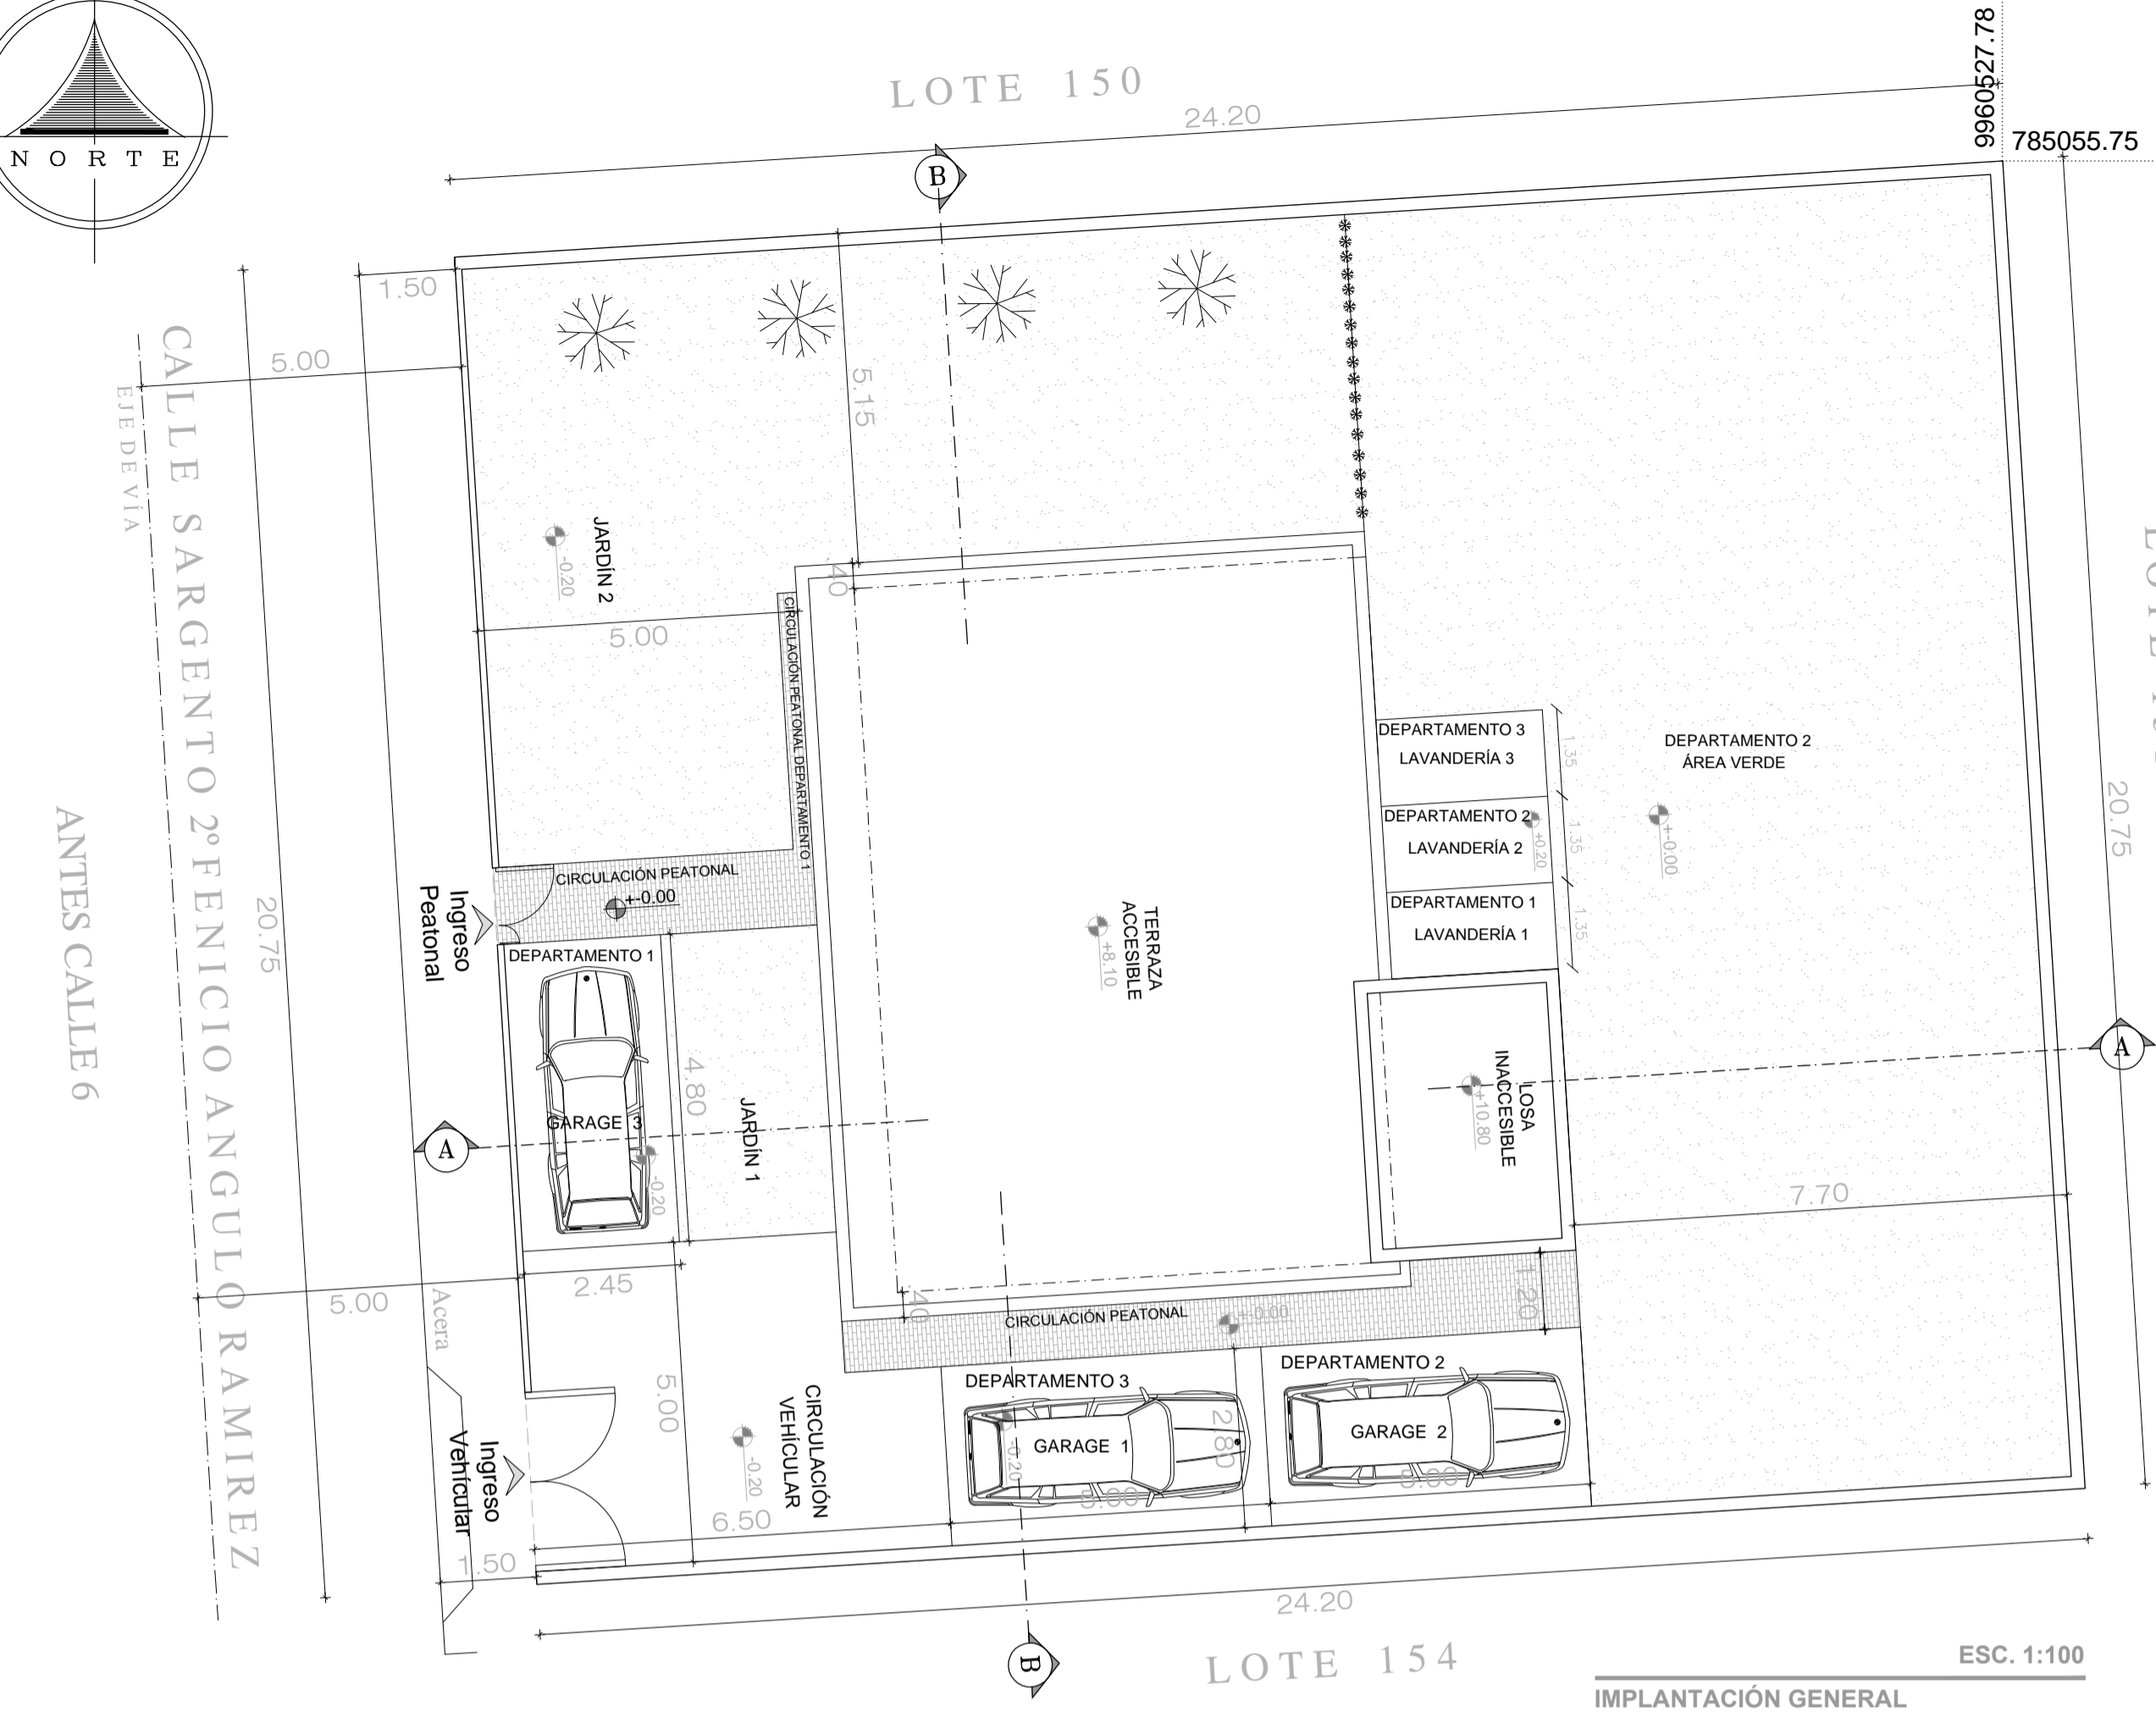 NORTE
LOTE 150
24.20
9960527.78
785055.75
B
1.50
5.00
CALLE SARGENTO 2º FENICIO ANGULO RAMIREZ
EJE DE VÍA
ANTES CALLE 6
20.75
5.15
JARDÍN 2
-0.20
5.00
.40
CIRCULACIÓN PEATONAL DEPARTAMENTO 1
CIRCULACIÓN PEATONAL
+-0.00
Ingreso
Peatonal
DEPARTAMENTO 1
GARAGE 3
-0.20
4.80
JARDÍN 1
A
TERRAZA
ACCESIBLE
+8.10
DEPARTAMENTO 3
LAVANDERÍA 3
1.35
DEPARTAMENTO 2
LAVANDERÍA 2
+0.20
1.35
DEPARTAMENTO 1
LAVANDERÍA 1
1.35
DEPARTAMENTO 2
ÁREA VERDE
+-0.00
20.75
A
LOSA
INACCESIBLE
+10.80
7.70
1.20
2.45
5.00
Acera
.40
CIRCULACIÓN PEATONAL
+-0.00
5.00
CIRCULACIÓN
VEHÍCULAR
-0.20
Ingreso
Vehícular
1.50
6.50
DEPARTAMENTO 3
GARAGE 1
-0.20
2.80
5.00
DEPARTAMENTO 2
GARAGE 2
5.00
24.20
B
LOTE 154
ESC. 1:100
IMPLANTACIÓN GENERAL